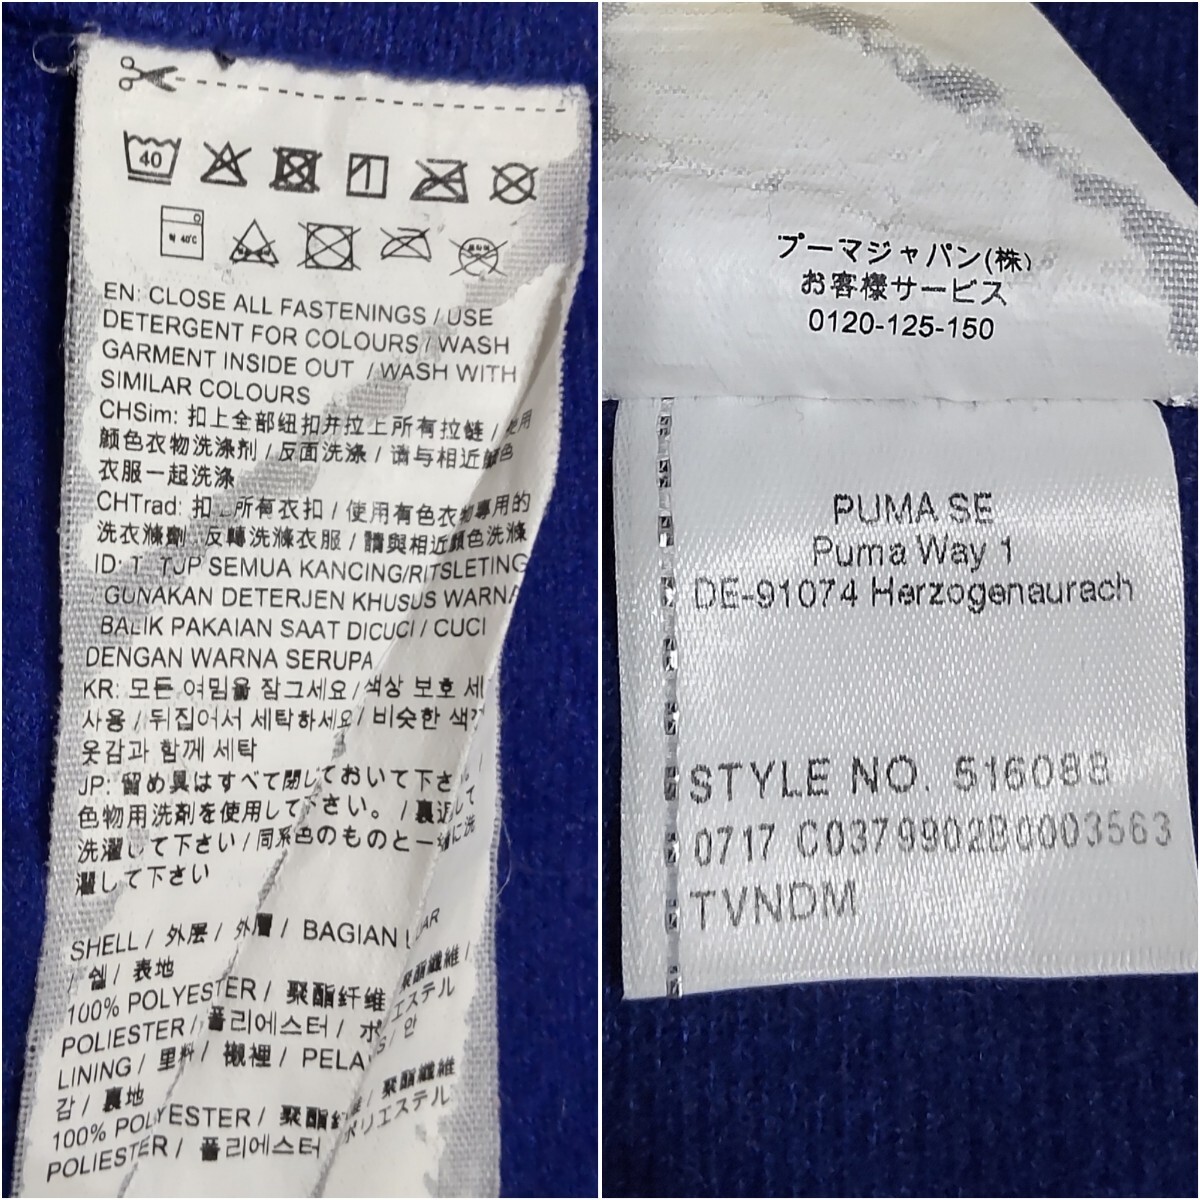 40
약 40℃
EN: CLOSE ALL FASTENINGS / USE
DETERGENT FOR COLOURS / WASH
GARMENT INSIDE OUT / WASH WITH
SIMILAR COLOURS
CHSim: 扣上全部纽扣并拉上所有拉链 / 使用
颜色衣物洗涤剂 / 反面洗涤 / 请与相近颜色
衣服一起洗涤
CHTrad: 扣 所有衣扣 / 使用有色衣物專用的
洗衣滌劑 反轉洗滌衣服 / 請與相近顏色洗滌
ID: SEMUA KANCING/RITSLETING
GUNAKAN DETERJEN KHUSUS WARNA
BALIK PAKAIAN SAAT DICUCI / CUCI
DENGAN WARNA SERUPA
KR: 모든 여밈을 잠그세요 / 색상 보호 세
사용 / 뒤집어서 세탁하세요 / 비슷한
옷감과 함께 세탁
JP: 留め具はすべて閉じておいて下さ
色物用洗剤を使用して下さい。 / 裏返して
洗濯して下さい / 同系色のものと一緒に洗
濯して下さい
SHELL / 外层 / 外層 / BAGIAN
/ 쉘 / 表地
100% POLYESTER / 聚酯纤维 聚酯纖維 /
POLIESTER / 폴리에스터 / ポリエステル
LINING / 里料 / 襯裡 / / 안
감 / 裏地
100% POLYESTER / 聚酯纤维 / 聚酯纖維
POLIESTER / 폴리에스터 ポリエステル
プーマジャパン(株)
お客様サービス
0120-125-150
PUMA SE
Puma Way 1
DE-91074 Herzogenaurach
STYLE NO. 516088
0717 C0379902B0003563
TVNDM